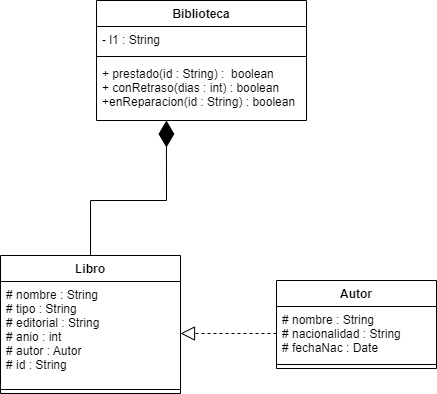 Biblioteca
- l1 : String
+ prestado(id : String) : boolean
+ conRetraso(dias : int) : boolean
+enReparacion(id : String) : boolean
Libro
# nombre : String
# tipo : String
# editorial : String
# anio : int
# autor : Autor
# id : String
Autor
# nombre : String
# nacionalidad : String
# fechaNac : Date